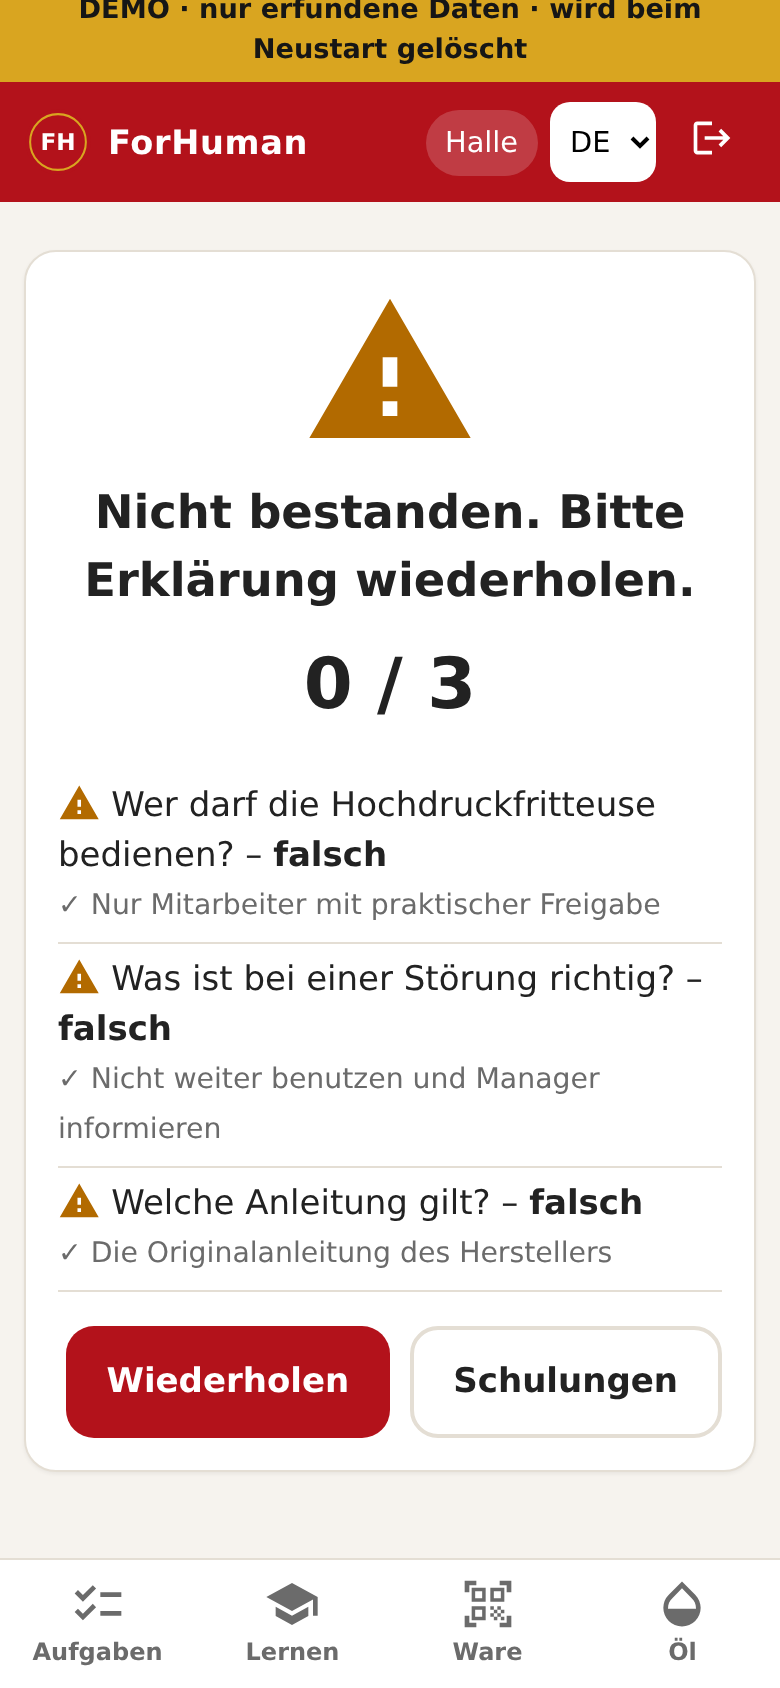 DEMO · nur erfundene Daten · wird beim
Neustart gelöscht
FH ForHuman Halle DE
Nicht bestanden. Bitte
Erklärung wiederholen.
0 / 3
Wer darf die Hochdruckfritteuse
bedienen? – falsch
✓ Nur Mitarbeiter mit praktischer Freigabe
Was ist bei einer Störung richtig? –
falsch
✓ Nicht weiter benutzen und Manager
informieren
Welche Anleitung gilt? – falsch
✓ Die Originalanleitung des Herstellers
Wiederholen Schulungen
Aufgaben Lernen Ware Öl